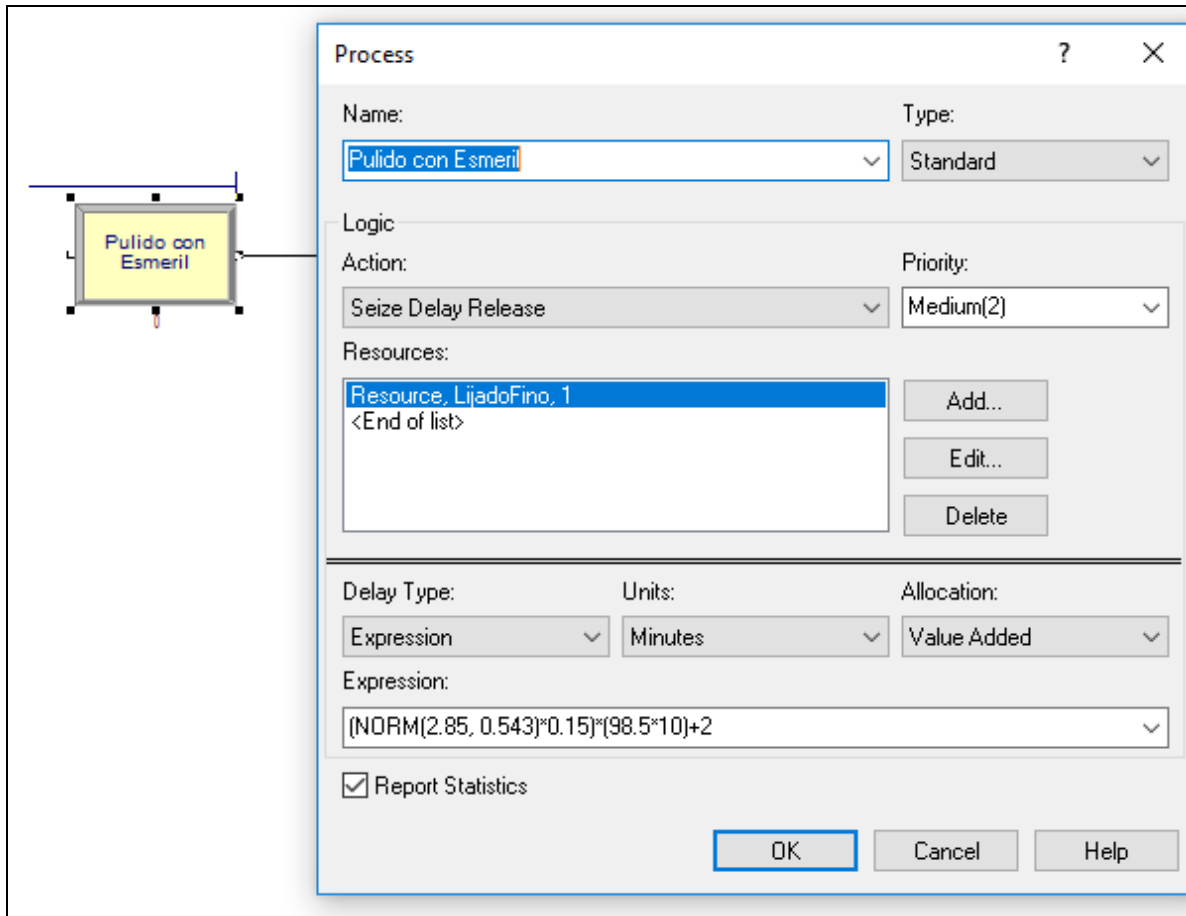 Process
?
Name:
Type:
Pulido con Esmeril
Standard
Pulido con
Esmeril
0
Logic
Action:
Priority:
Seize Delay Release
Medium(2)
Resources:
Resource, LijadoFino, 1
<End of list>
Add...
Edit...
Delete
Delay Type:
Units:
Allocation:
Expression
Minutes
Value Added
Expression:
(NORM(2.85, 0.543)*0.15)*(98.5*10)+2
Report Statistics
OK
Cancel
Help